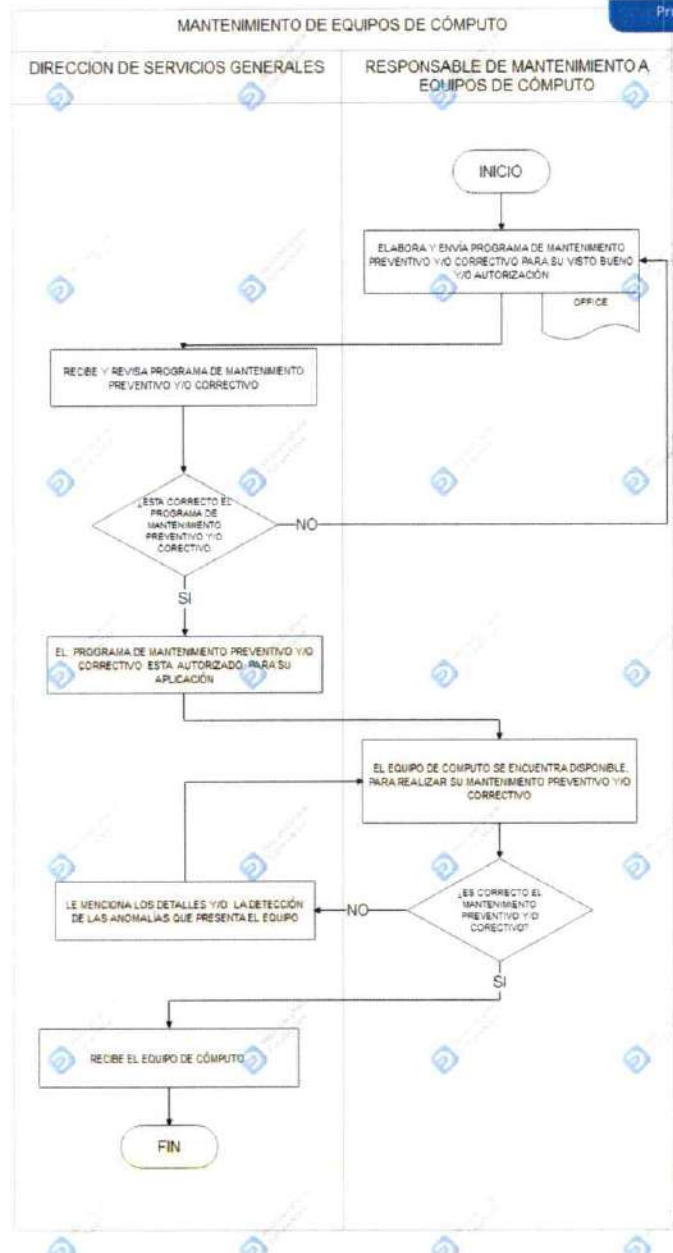 MANTENIMIENTO DE EQUIPOS DE CÓMPUTO
DIRECCION DE SERVICIOS GENERALES
RESPONSABLE DE MANTENIMIENTO A
EQUIPOS DE CÓMPUTO
INICIO
ELABORA Y ENVÍA PROGRAMA DE MANTENIMIENTO
PREVENTIVO Y/O CORRECTIVO PARA SU VISTO BUENO
Y/O AUTORIZACIÓN
OFFICE
RECIBE Y REVISA PROGRAMA DE MANTENIMIENTO
PREVENTIVO Y/O CORRECTIVO
¿ESTA CORRECTO EL
PROGRAMA DE
MANTENIMIENTO
PREVENTIVO Y/O
CORECTIVO
NO
SI
EL PROGRAMA DE MANTENIMIENTO PREVENTIVO Y/O
CORRECTIVO ESTA AUTORIZADO PARA SU
APLICACIÓN
EL EQUIPO DE COMPUTO SE ENCUENTRA DISPONIBLE,
PARA REALIZAR SU MANTENIMIENTO PREVENTIVO Y/O
CORRECTIVO
¿ES CORRECTO EL
MANTENIMIENTO
PREVENTIVO Y/O
CORECTIVO?
NO
LE MENCIONA LOS DETALLES Y/O LA DETECCIÓN
DE LAS ANOMALÍAS QUE PRESENTA EL EQUIPO
SI
RECIBE EL EQUIPO DE CÓMPUTO
FIN